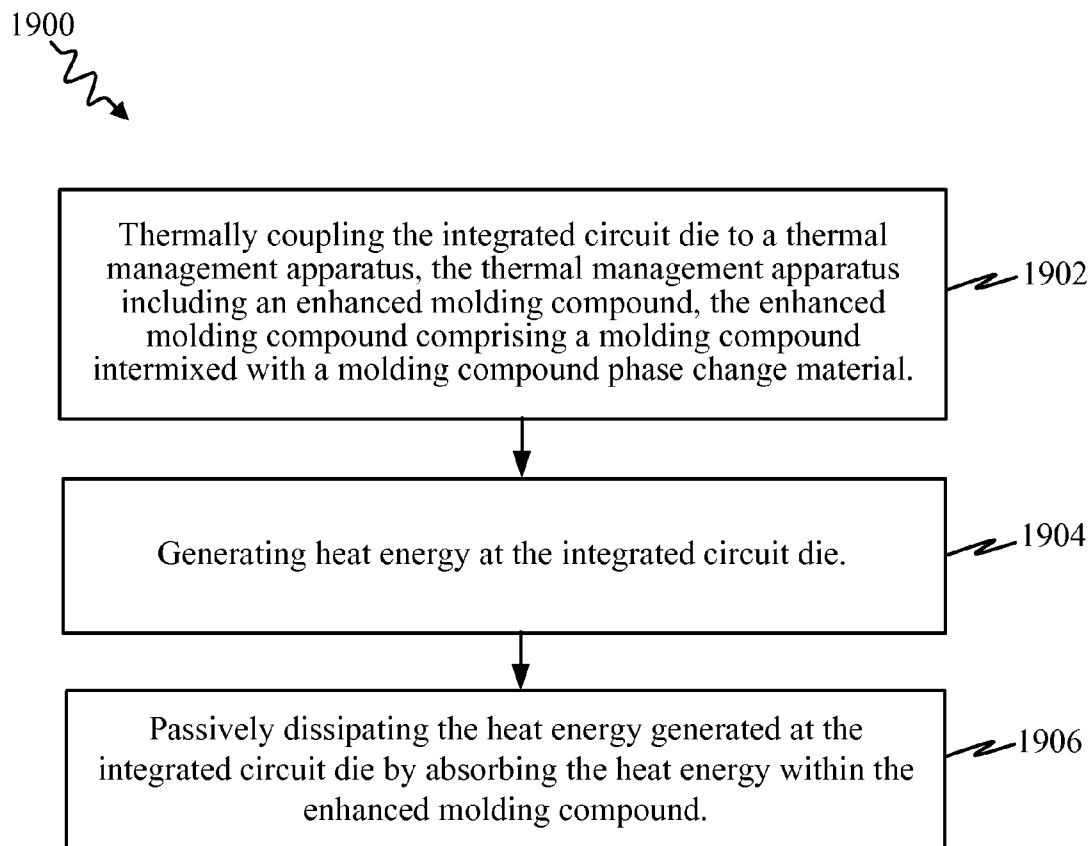 1900
Thermally coupling the integrated circuit die to a thermal
management apparatus, the thermal management apparatus
including an enhanced molding compound, the enhanced
molding compound comprising a molding compound
intermixed with a molding compound phase change material.
1902
Generating heat energy at the integrated circuit die.
1904
Passively dissipating the heat energy generated at the
integrated circuit die by absorbing the heat energy within the
enhanced molding compound.
1906